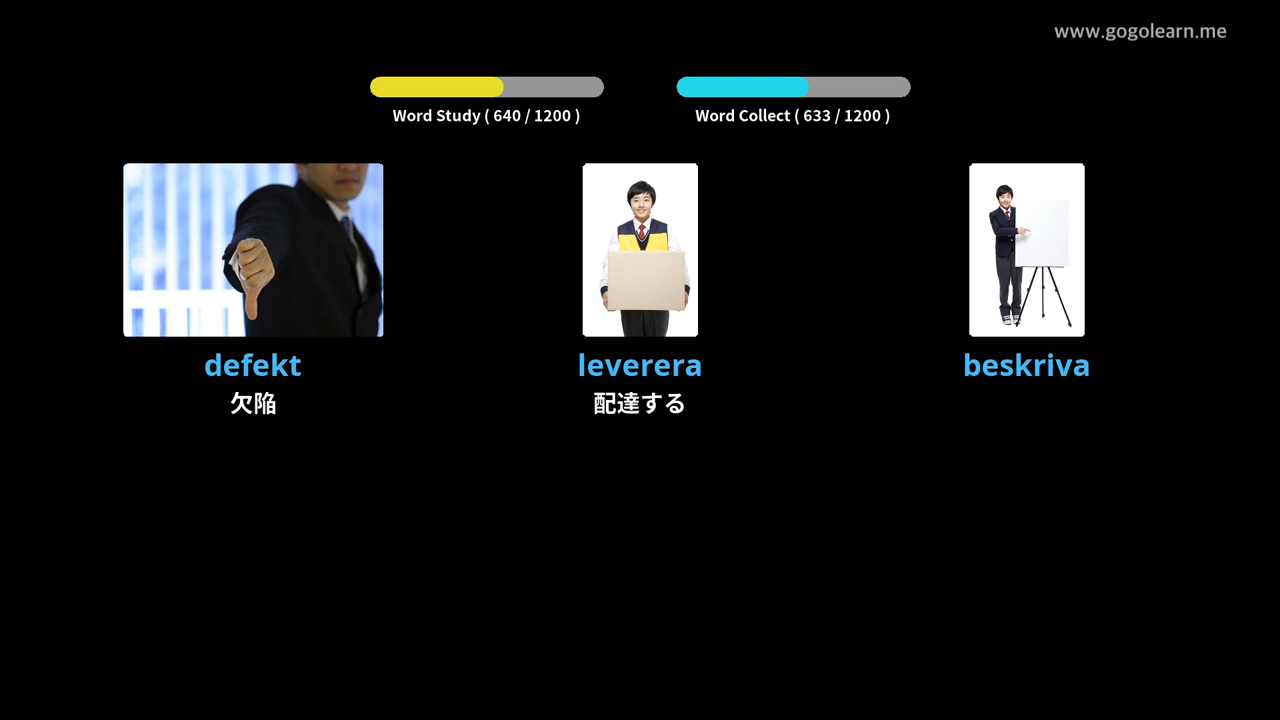 www.gogolearn.me
Word Study ( 640 / 1200 )
Word Collect ( 633 / 1200 )
defekt
欠陥
leverera
配達する
beskriva